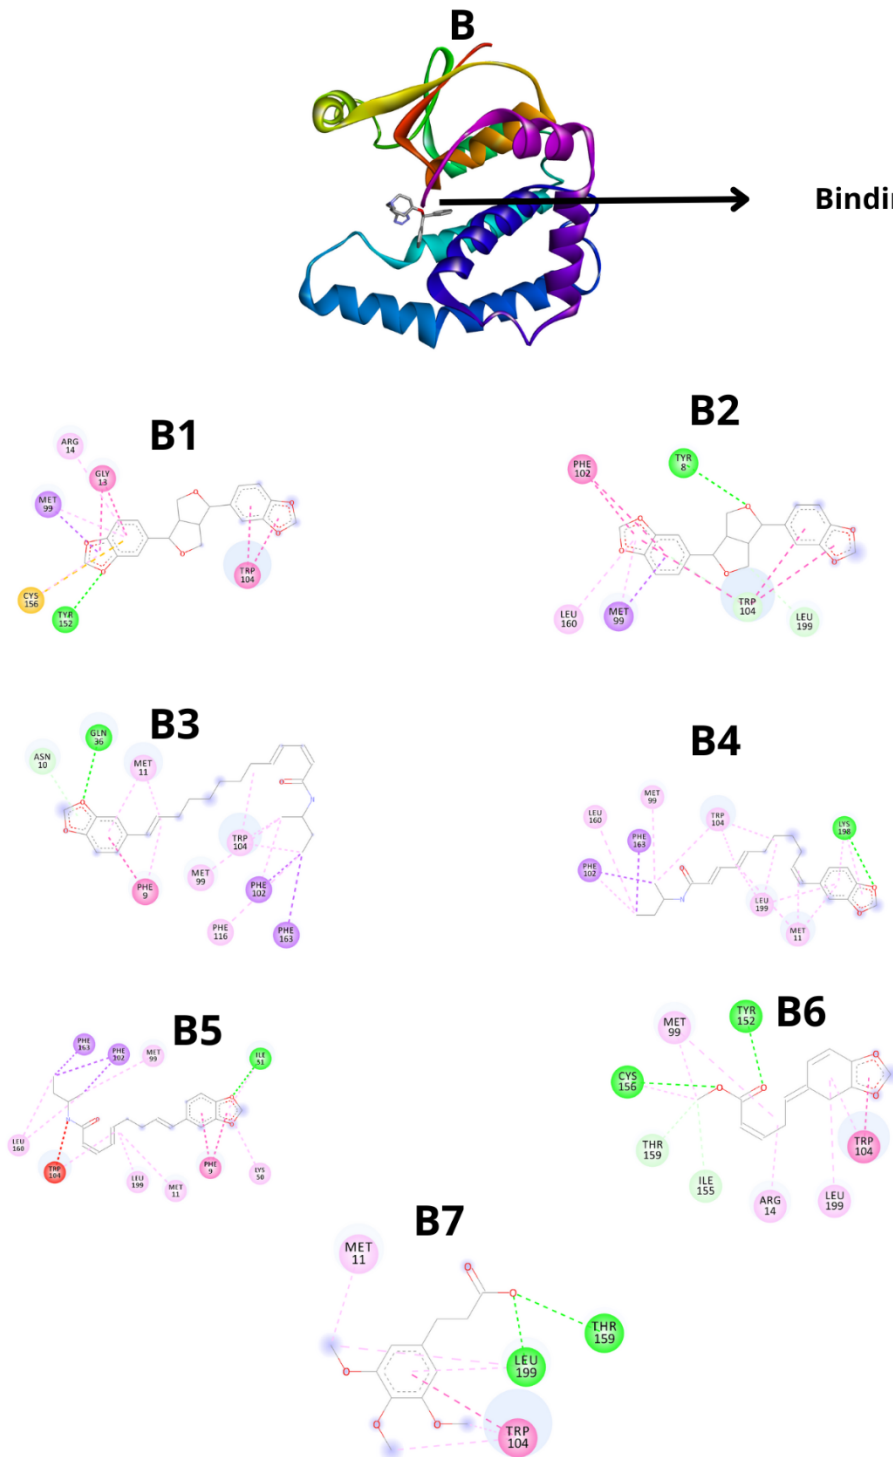 B
Bindin
B1
ARG
14
GLY
13
MET
99
TRP
104
CYS
156
TYR
152
B2
PHE
102
TYR
8
LEU
160
MET
99
TRP
104
LEU
199
B3
GLN
36
ASN
10
MET
11
TRP
104
MET
99
PHE
9
PHE
102
PHE
116
PHE
163
B4
MET
99
LEU
160
TRP
104
LYS
198
PHE
163
PHE
102
LEU
199
MET
11
B5
PHE
163
PHE
102
MET
99
ILE
51
LEU
160
TRP
104
LEU
199
MET
11
PHE
9
LYS
50
B6
TYR
152
MET
99
CYS
156
THR
159
ILE
155
ARG
14
LEU
199
TRP
104
B7
MET
11
THR
159
LEU
199
TRP
104